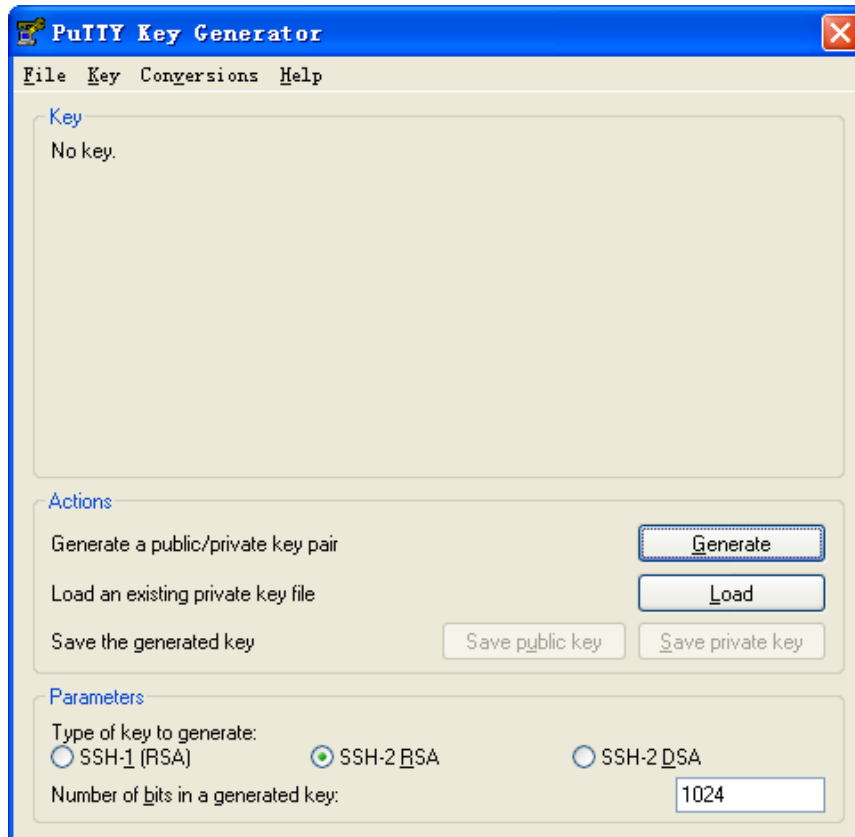 PuTTY Key Generator
File Key Conversions Help
Key
No key.
Actions
Generate a public/private key pair Generate
Load an existing private key file Load
Save the generated key Save public key Save private key
Parameters
Type of key to generate:
SSH-1 (RSA) SSH-2 RSA SSH-2 DSA
Number of bits in a generated key: 1024